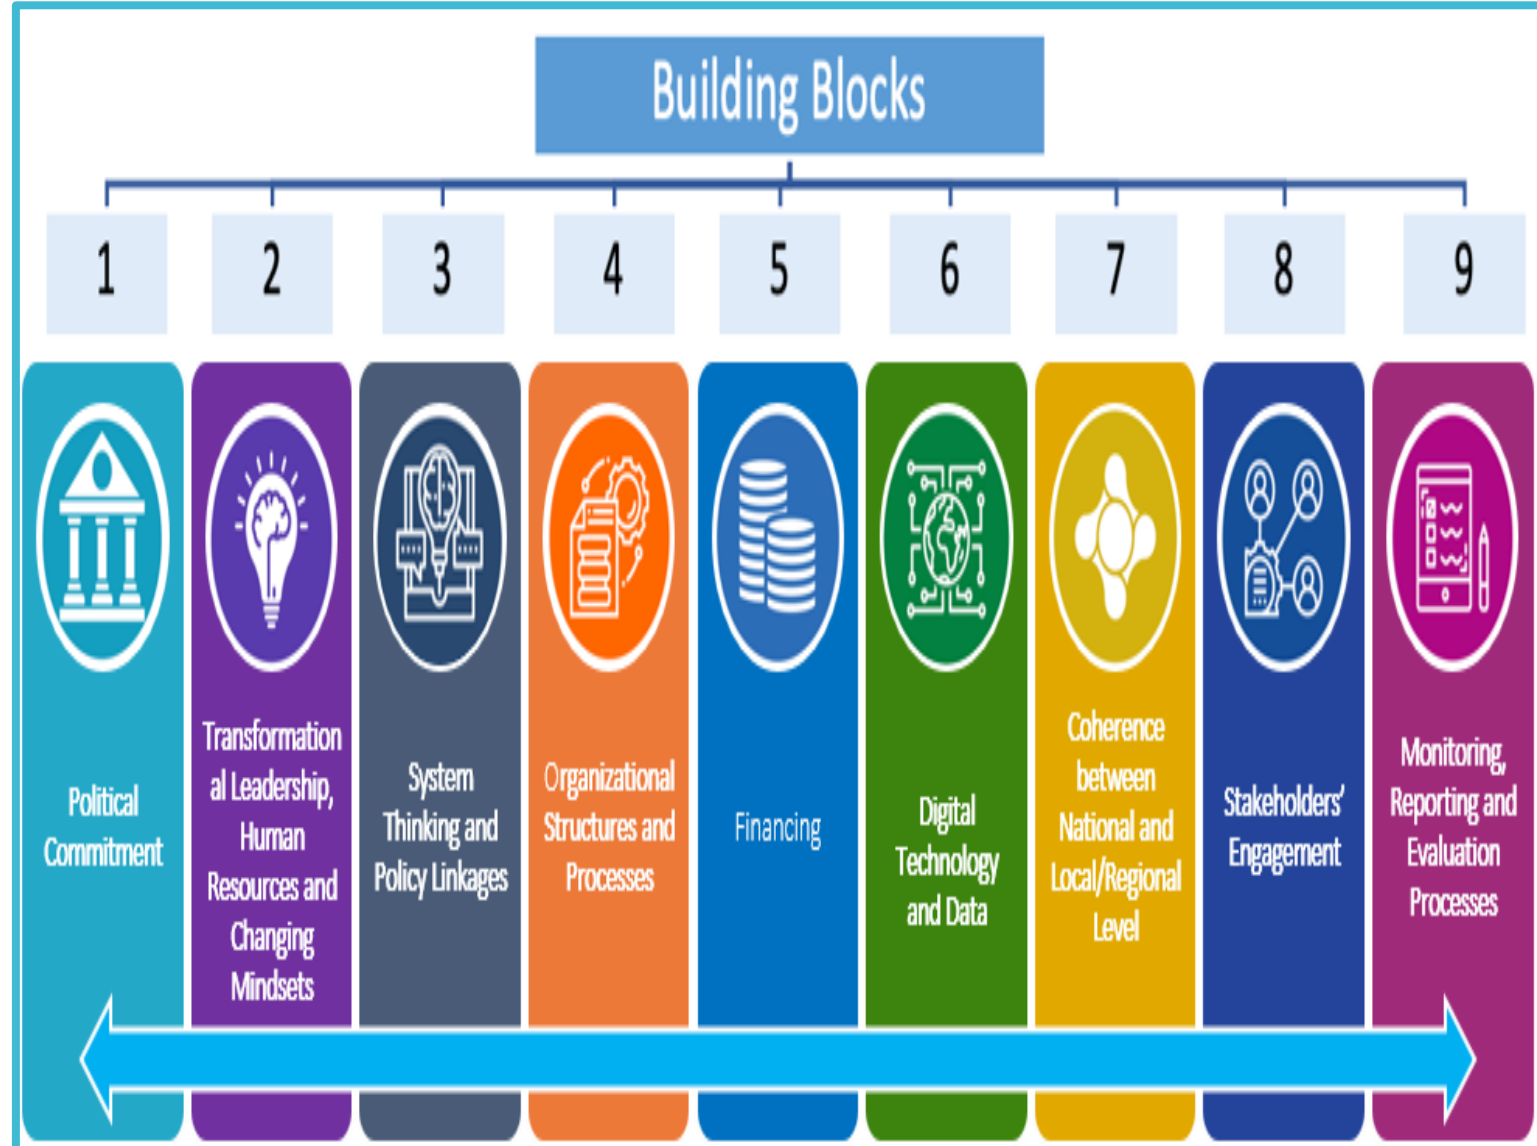 Building Blocks
1
2
3
4
5
6
7
8
9
Political
Commitment
Transformation
al Leadership,
Human
Resources and
Changing
Mindsets
System
Thinking and
Policy Linkages
Organizational
Structures and
Processes
Financing
Digital
Technology
and Data
Coherence
between
National and
Local/Regional
Level
Stakeholders’
Engagement
Monitoring,
Reporting and
Evaluation
Processes